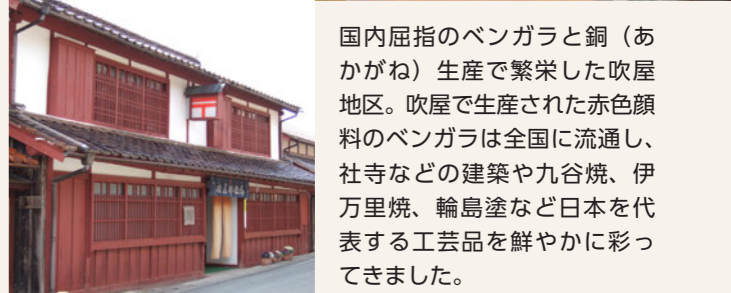 国内屈指のベンガラと銅（あ
かがね）生産で繁栄した吹屋
地区。吹屋で生産された赤色顔
料のベンガラは全国に流通し、
社寺などの建築や九谷焼、伊
万里焼、輪島塗など日本を代
表する工芸品を鮮やかに彩っ
てきました。